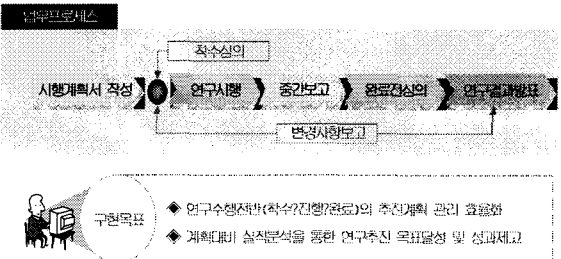 업무프로세스
착수심의
시행계획서 작성 연구시행 중간보고 완료전심의 연구결과발표
변경사항보고
구현목표
◈ 연구수행전반(착수?진행?완료)의 추진계획 관리 효율화
◈ 계획대비 실적분석을 통한 연구추진 목표달성 및 성과제고